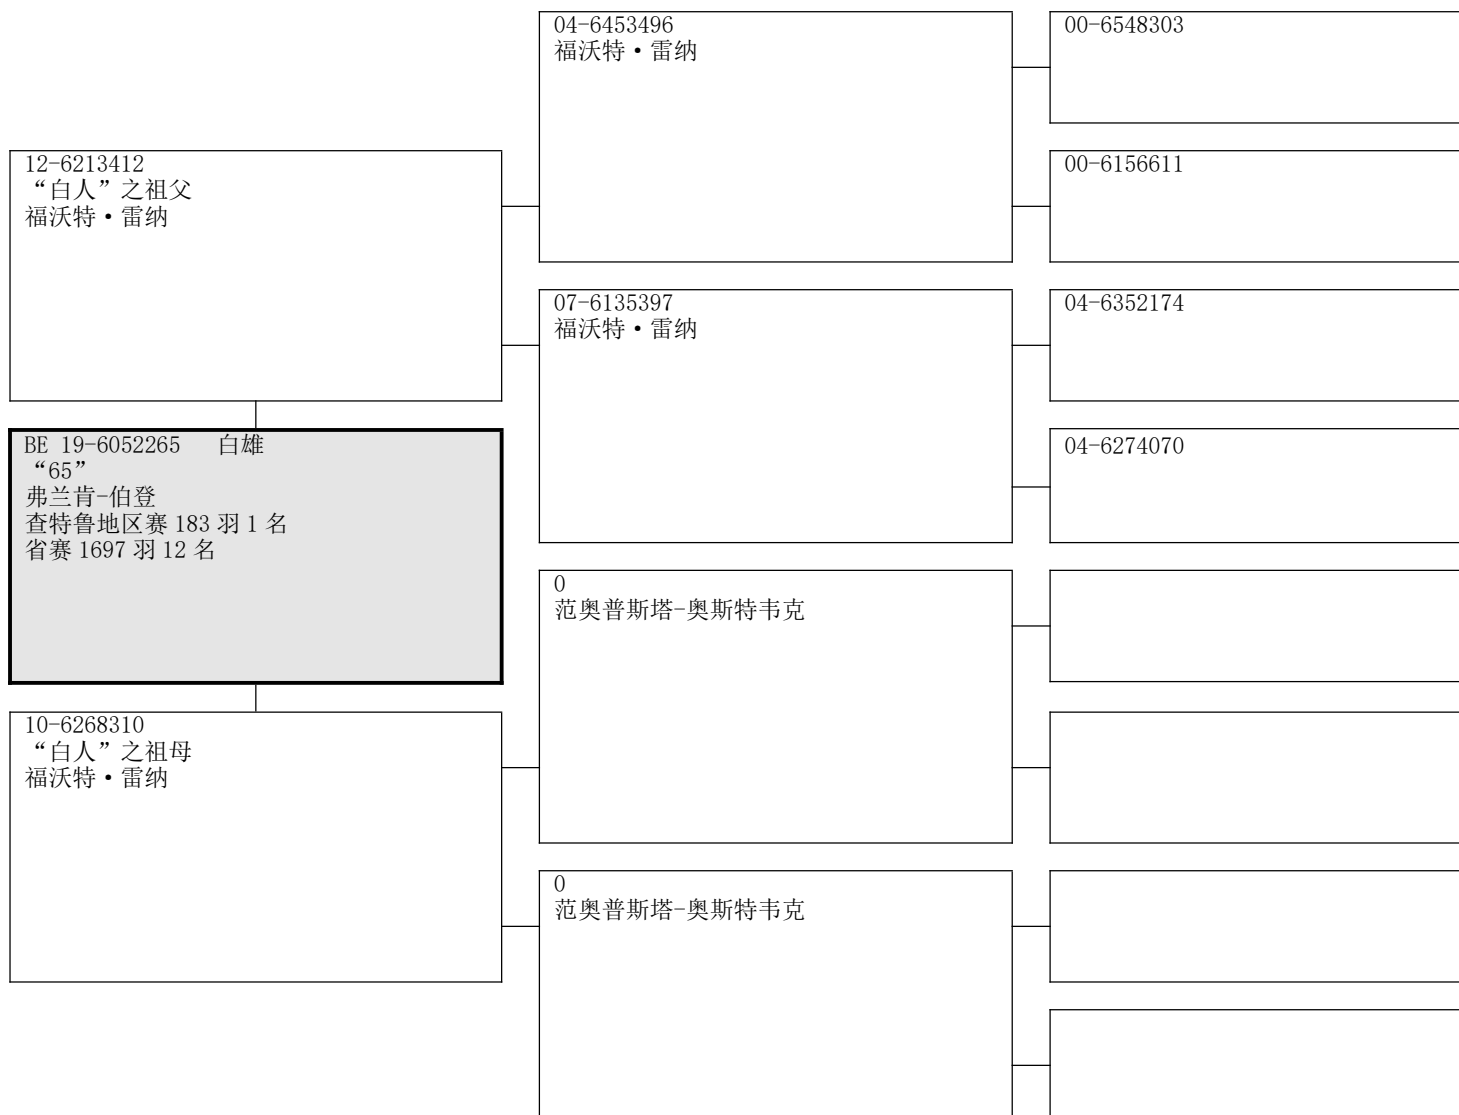 04-6453496
福沃特·雷纳
00-6548303
12-6213412
“白人”之祖父
福沃特·雷纳
00-6156611
07-6135397
福沃特·雷纳
04-6352174
BE 19-6052265 白雄
“65”
弗兰肯-伯登
查特鲁地区赛 183 羽 1 名
省赛 1697 羽 12 名
04-6274070
0
范奥普斯塔-奥斯特韦克
10-6268310
“白人”之祖母
福沃特·雷纳
0
范奥普斯塔-奥斯特韦克